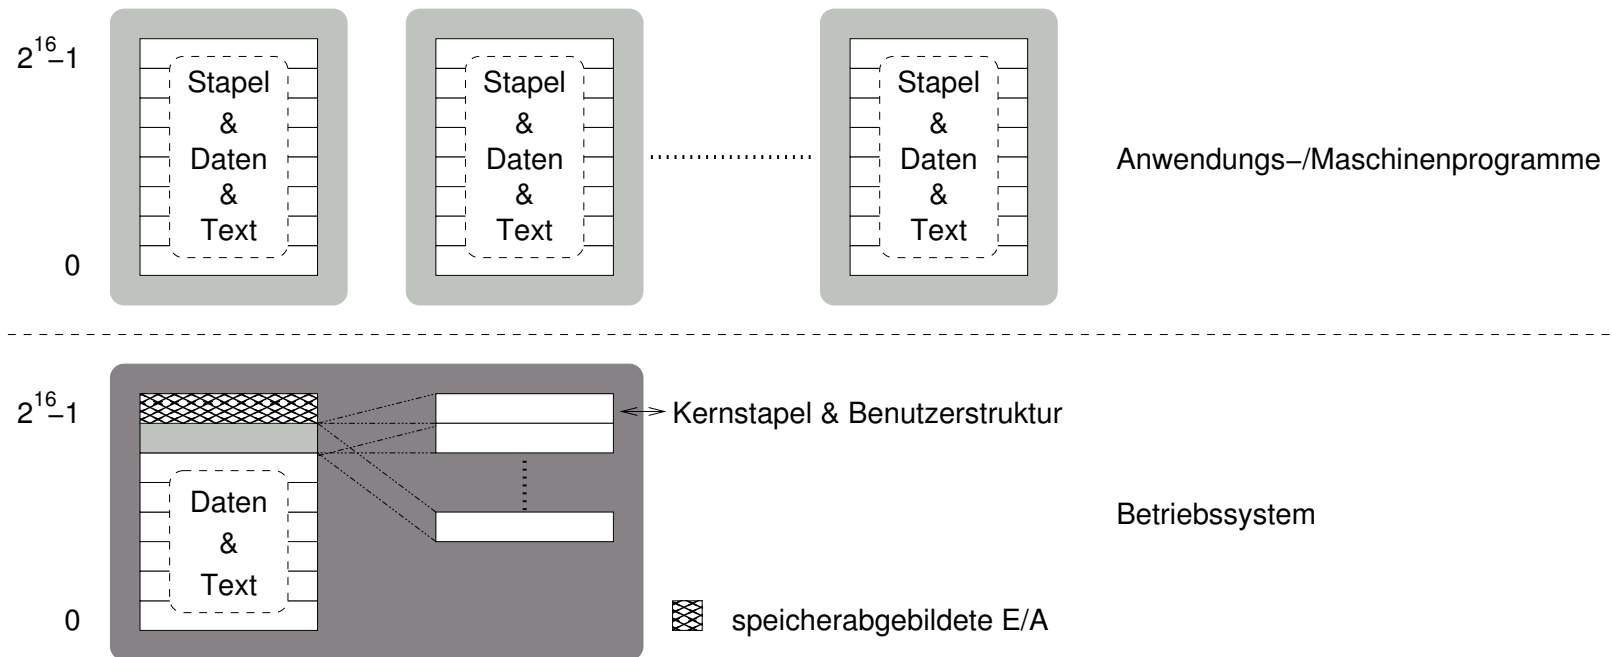 2^16−1
Stapel
&
Daten
&
Text
0
Stapel
&
Daten
&
Text
Stapel
&
Daten
&
Text
Anwendungs−/Maschinenprogramme
2^16−1
Daten
&
Text
0
Kernstapel & Benutzerstruktur
Betriebssystem
speicherabgebildete E/A